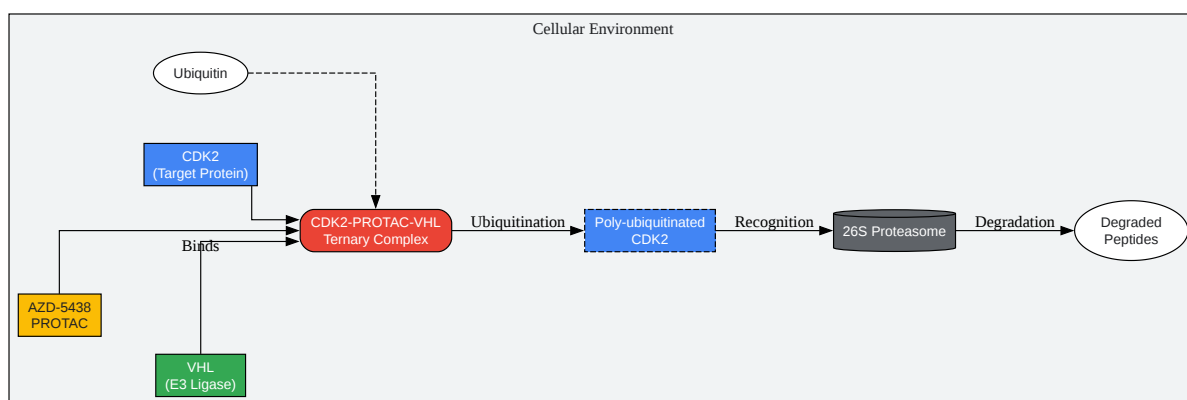 Cellular Environment
Ubiquitin
CDK2
(Target Protein)
CDK2-PROTAC-VHL
Ternary Complex
Ubiquitination
Poly-ubiquitinated
CDK2
Recognition
26S Proteasome
Degradation
Degraded
Peptides
Binds
AZD-5438
PROTAC
VHL
(E3 Ligase)